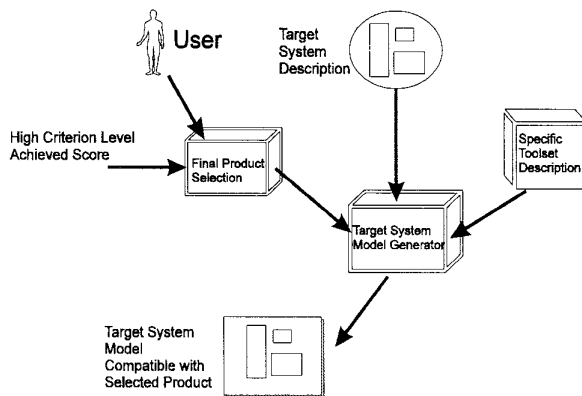 User
Target
System
Description
High Criterion Level
Achieved Score
Final Product
Selection
Specific
Toolset
Description
Target System
Model Generator
Target System
Model
Compatible with
Selected Product